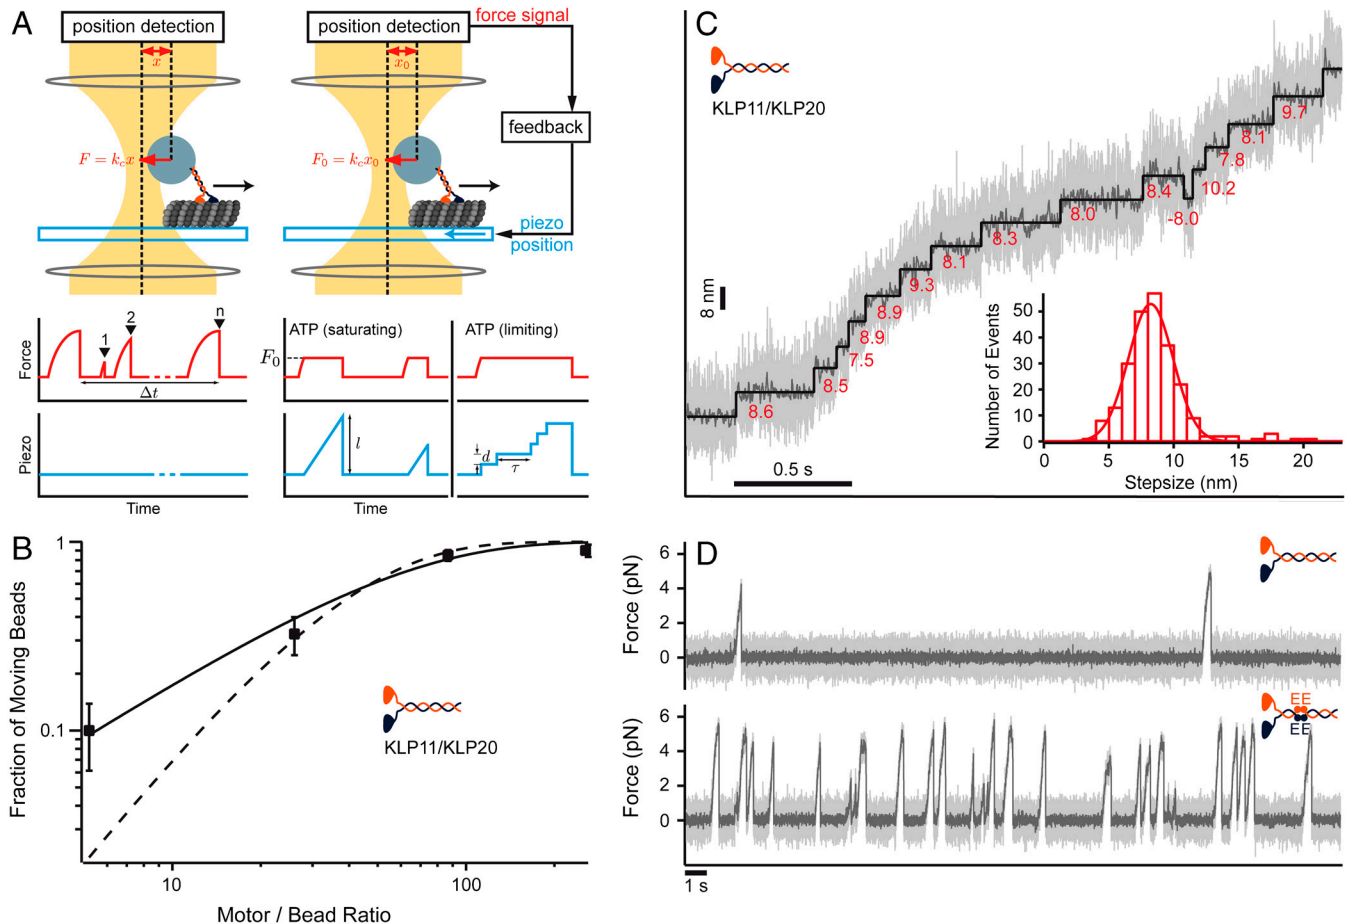 A
position detection
x
F = k_c x
position detection
force signal
x_0
feedback
F_0 = k_c x_0
piezo
position
Force
1
2
n
Δt
ATP (saturating)
ATP (limiting)
F_0
Piezo
l
d
τ
Time
Time
B
Fraction of Moving Beads
1
0.1
10
100
KLP11/KLP20
Motor / Bead Ratio
C
KLP11/KLP20
8 nm
0.5 s
8.6
8.5
7.5
8.9
8.9
9.3
8.1
8.3
8.0
8.4
-8.0
10.2
7.8
8.1
9.7
Number of Events
50
40
30
20
10
0
0
5
10
15
20
Stepsize (nm)
D
Force (pN)
6
4
2
0
Force (pN)
6
4
2
0
EE
EE
1 s